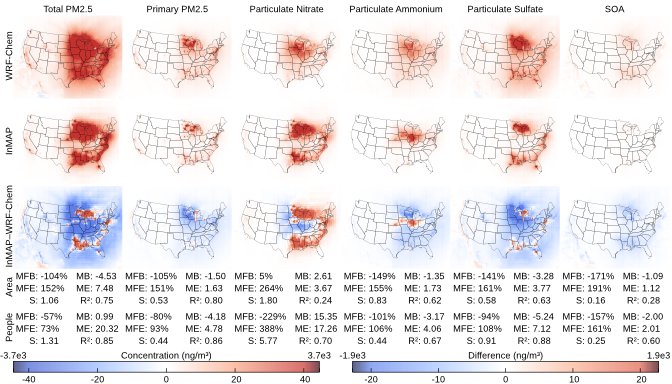 Total PM2.5 Primary PM2.5 Particulate Nitrate Particulate Ammonium Particulate Sulfate SOA
WRF-Chem
InMAP
InMAP−WRF-Chem
Area
MFB: -104% MB: -4.53 MFB: -105% MB: -1.50 MFB: 5% MB: 2.61 MFB: -149% MB: -1.35 MFB: -141% MB: -3.28 MFB: -171% MB: -1.09
MFE: 152% ME: 7.48 MFE: 151% ME: 1.63 MFE: 264% ME: 3.67 MFE: 155% ME: 1.73 MFE: 161% ME: 3.77 MFE: 191% ME: 1.12
S: 1.06 R²: 0.75 S: 0.53 R²: 0.80 S: 1.80 R²: 0.24 S: 0.83 R²: 0.62 S: 0.58 R²: 0.63 S: 0.16 R²: 0.28
People
MFB: -57% MB: 0.99 MFB: -80% MB: -4.18 MFB: -229% MB: 15.35 MFB: -101% MB: -3.17 MFB: -94% MB: -5.24 MFB: -157% MB: -2.00
MFE: 73% ME: 20.32 MFE: 93% ME: 4.78 MFE: 388% ME: 17.26 MFE: 106% ME: 4.06 MFE: 108% ME: 7.12 MFE: 161% ME: 2.01
S: 1.31 R²: 0.85 S: 0.44 R²: 0.86 S: 5.77 R²: 0.70 S: 0.44 R²: 0.67 S: 0.91 R²: 0.88 S: 0.25 R²: 0.60
-3.7e3 Concentration (ng/m³) 3.7e3 -1.9e3 Difference (ng/m³) 1.9e3
-40 -20 0 20 40 -20 -10 0 10 20